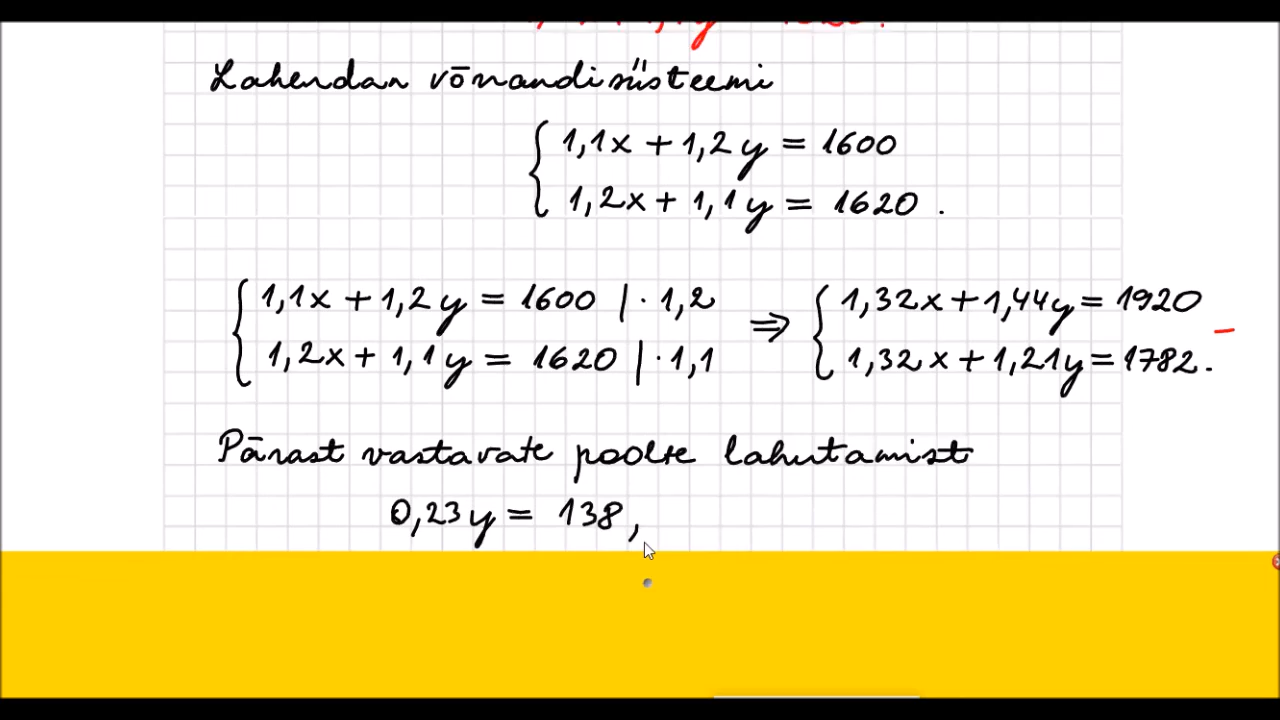 Lahendan võrrandisüsteemi
1,1x + 1,2y = 1600
1,2x + 1,1y = 1620.
1,1x + 1,2y = 1600 | · 1,2 ⇒ 1,32x + 1,44y = 1920
1,2x + 1,1y = 1620 | · 1,1 1,32x + 1,21y = 1782. −
Pärast vastavate poolte lahutamist
0,23y = 138,